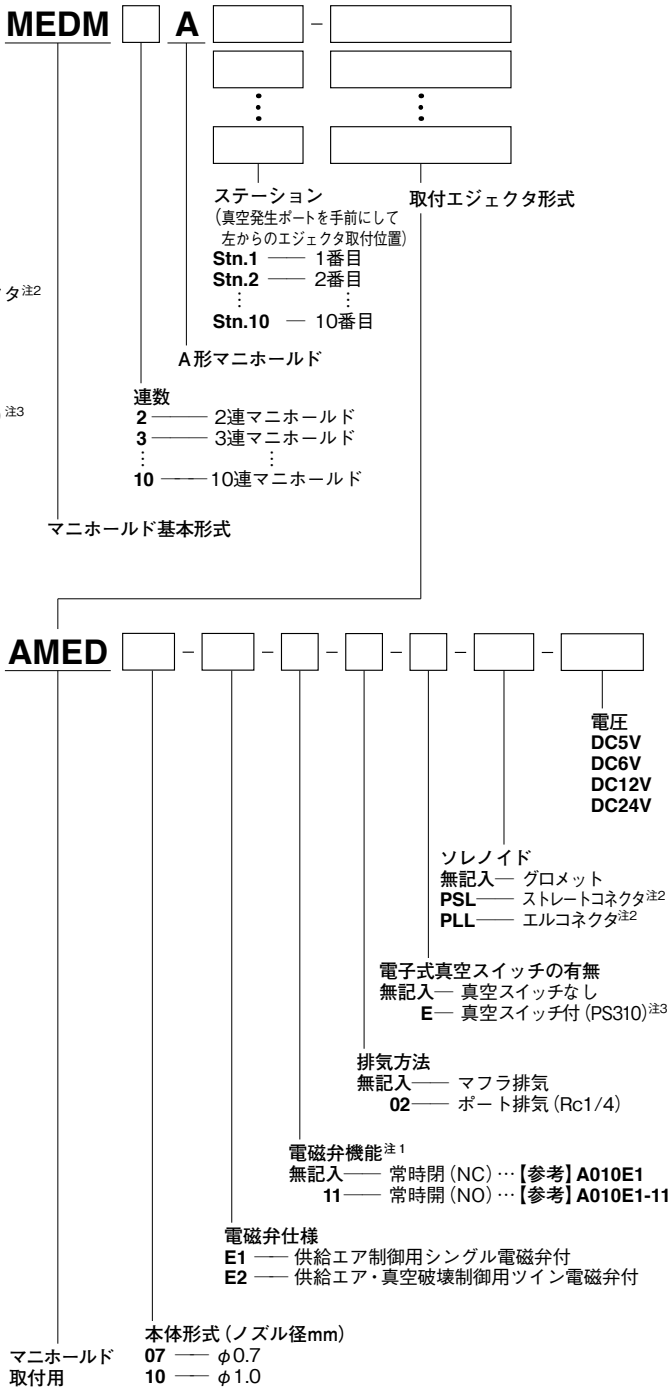 MEDM A -
ステーション
(真空発生ポートを手前にして
左からのエジェクタ取付位置)
Stn.1 —— 1番目
Stn.2 —— 2番目
⋮ ⋮
Stn.10 — 10番目
取付エジェクタ形式
タ注2
A形マニホールド
注3
連数
2 —— 2連マニホールド
3 —— 3連マニホールド
⋮ ⋮
10 —— 10連マニホールド
マニホールド基本形式
AMED - - - - - -
電圧
DC5V
DC6V
DC12V
DC24V
ソレノイド
無記入— グロメット
PSL—— ストレートコネクタ注2
PLL—— エルコネクタ注2
電子式真空スイッチの有無
無記入— 真空スイッチなし
E— 真空スイッチ付(PS310)注3
排気方法
無記入—— マフラ排気
02—— ポート排気(Rc1/4)
電磁弁機能注1
無記入—— 常時閉(NC)…【参考】A010E1
11—— 常時開(NO)…【参考】A010E1-11
電磁弁仕様
E1 —— 供給エア制御用シングル電磁弁付
E2 —— 供給エア・真空破壊制御用ツイン電磁弁付
本体形式(ノズル径mm)
07 —— φ0.7
10 —— φ1.0
マニホールド
取付用